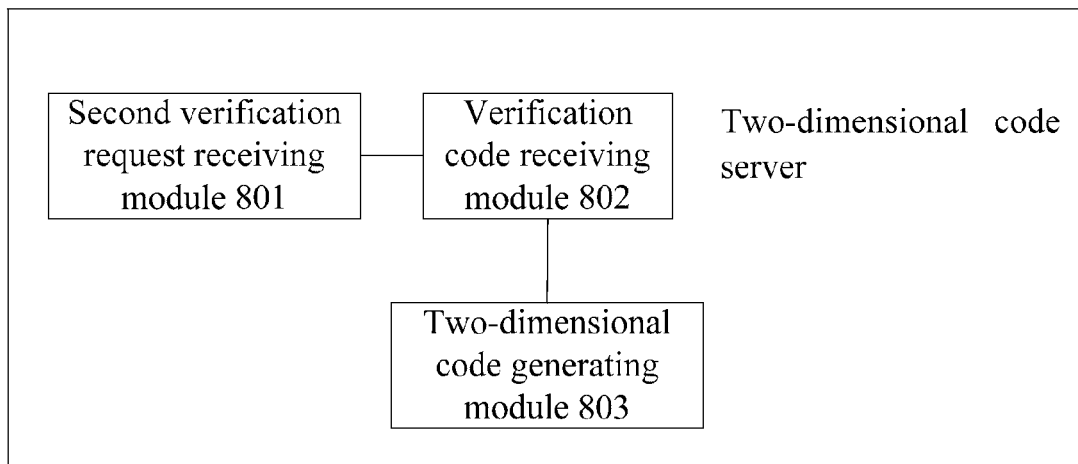 Second verification
request receiving
module 801
Verification
code receiving
module 802
Two-dimensional code
server
Two-dimensional
code generating
module 803